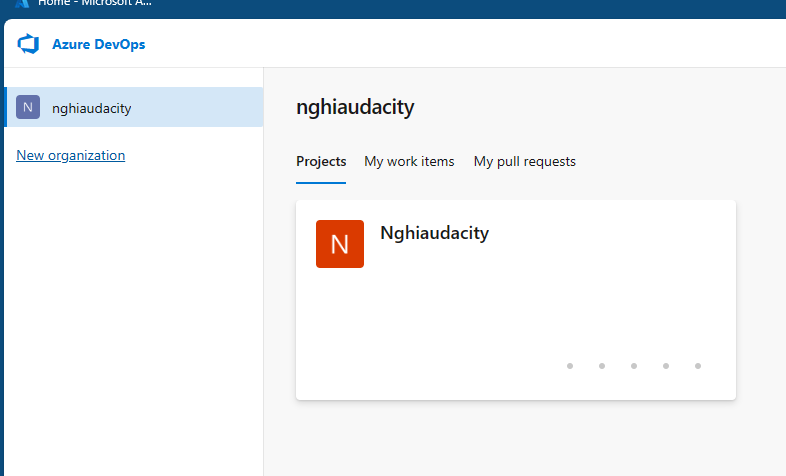 Home - Microsoft A...
Azure DevOps
N nghiaudacity
New organization
nghiaudacity
Projects My work items My pull requests
N Nghiaudacity